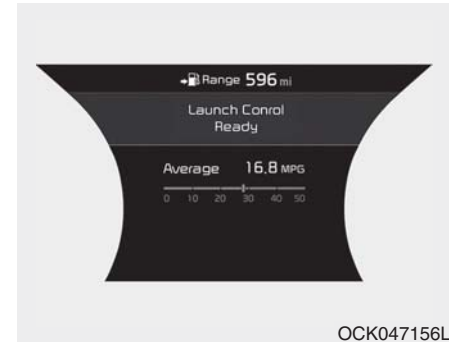 Range 596 mi
Launch Conrol
Ready
Average 16.8 MPG
0 10 20 30 40 50
OCK047156L